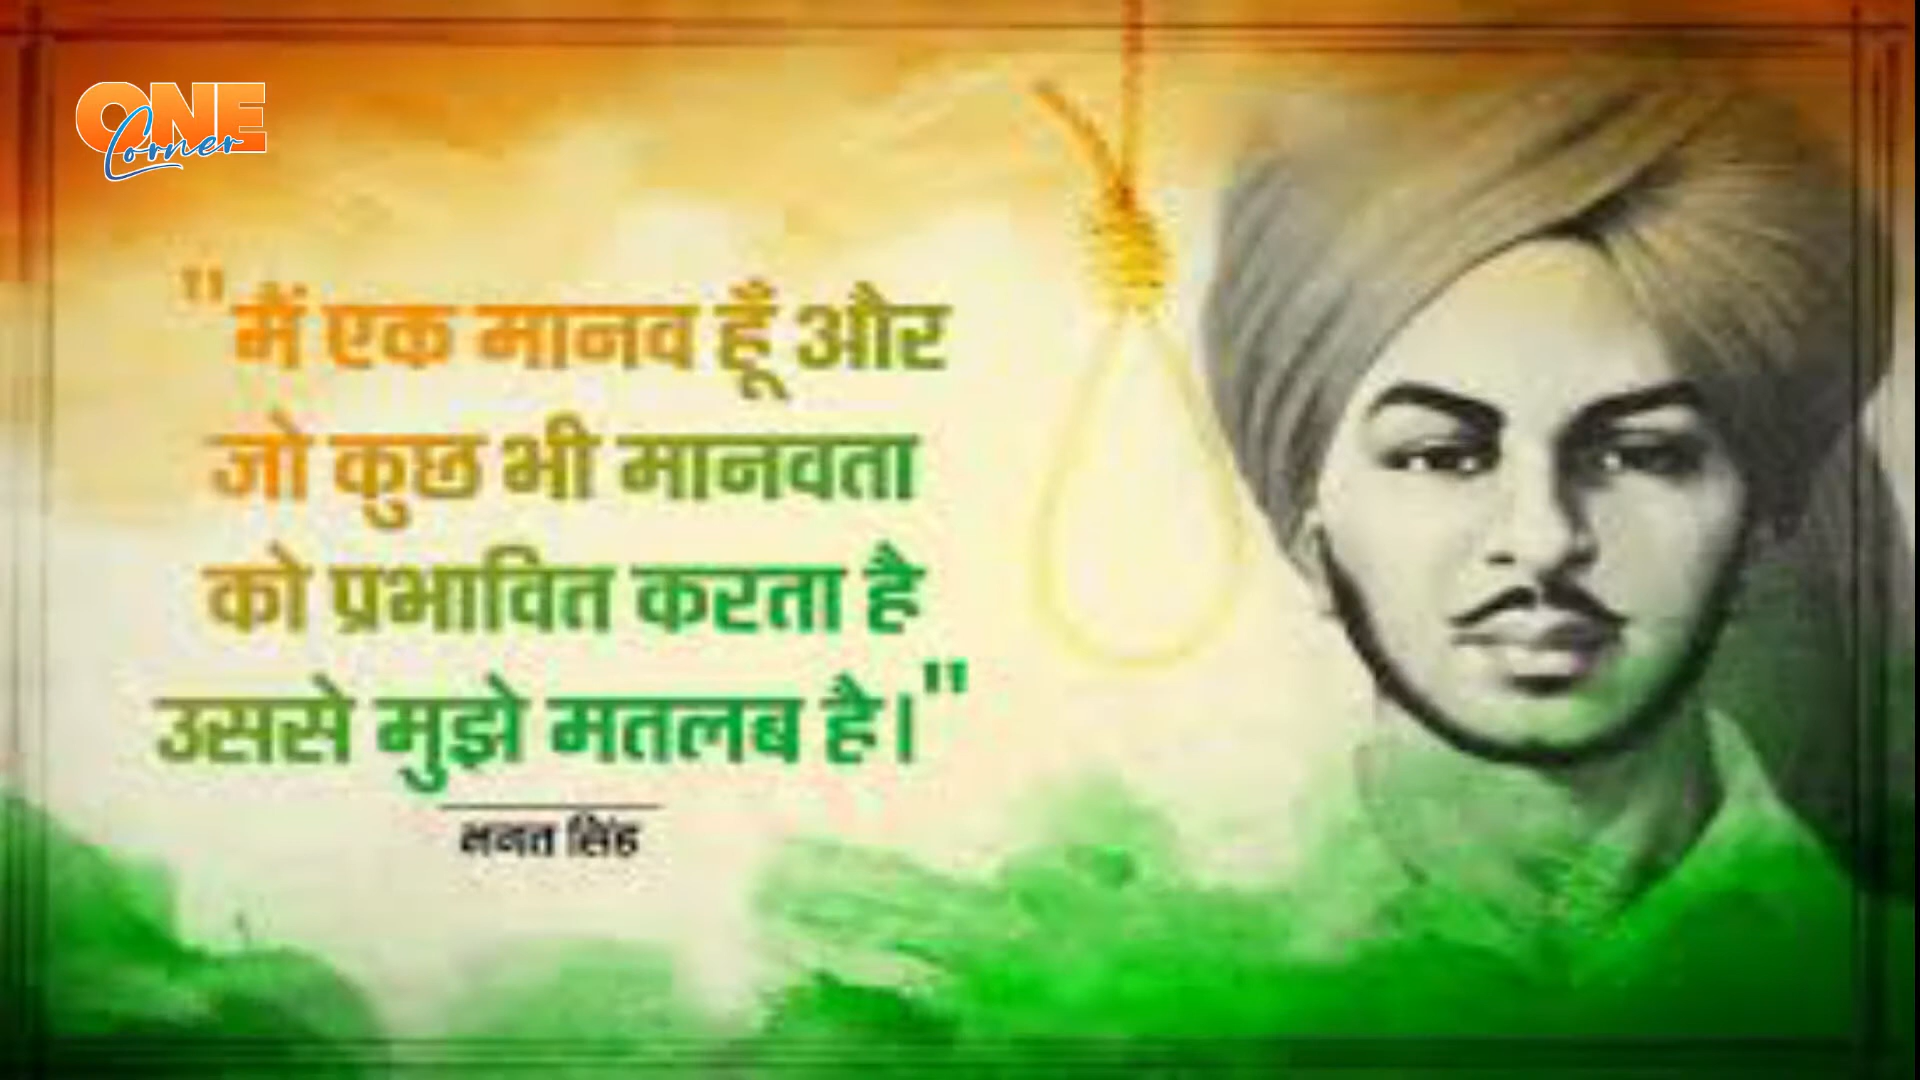 ONE
Corner
"मैं एक मानव हूँ और
जो कुछ भी मानवता
को प्रभावित करता है
उससे मुझे मतलब है।"
भगत सिंह